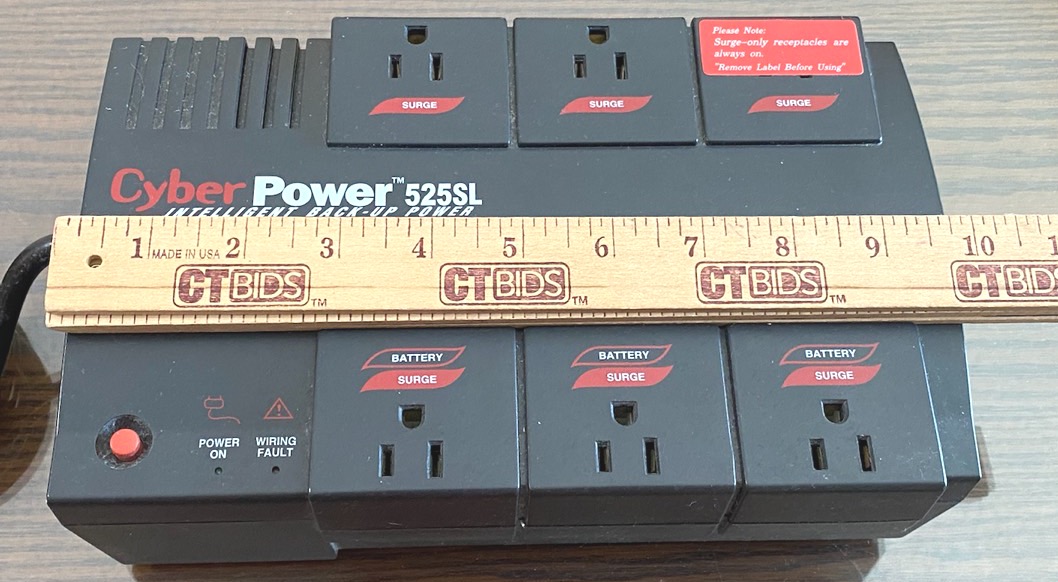 Please Note:
Surge-only receptacles are
always on.
"Remove Label Before Using"
SURGE
SURGE
SURGE
CyberPower™ 525SL
INTELLIGENT BACK-UP POWER
1 MADE IN USA 2 3 4 5 6 7 8 9 10 1
CTBIDS™ CTBIDS™ CTBIDS™ CTBIDS
BATTERY
SURGE
BATTERY
SURGE
BATTERY
SURGE
POWER
ON
WIRING
FAULT